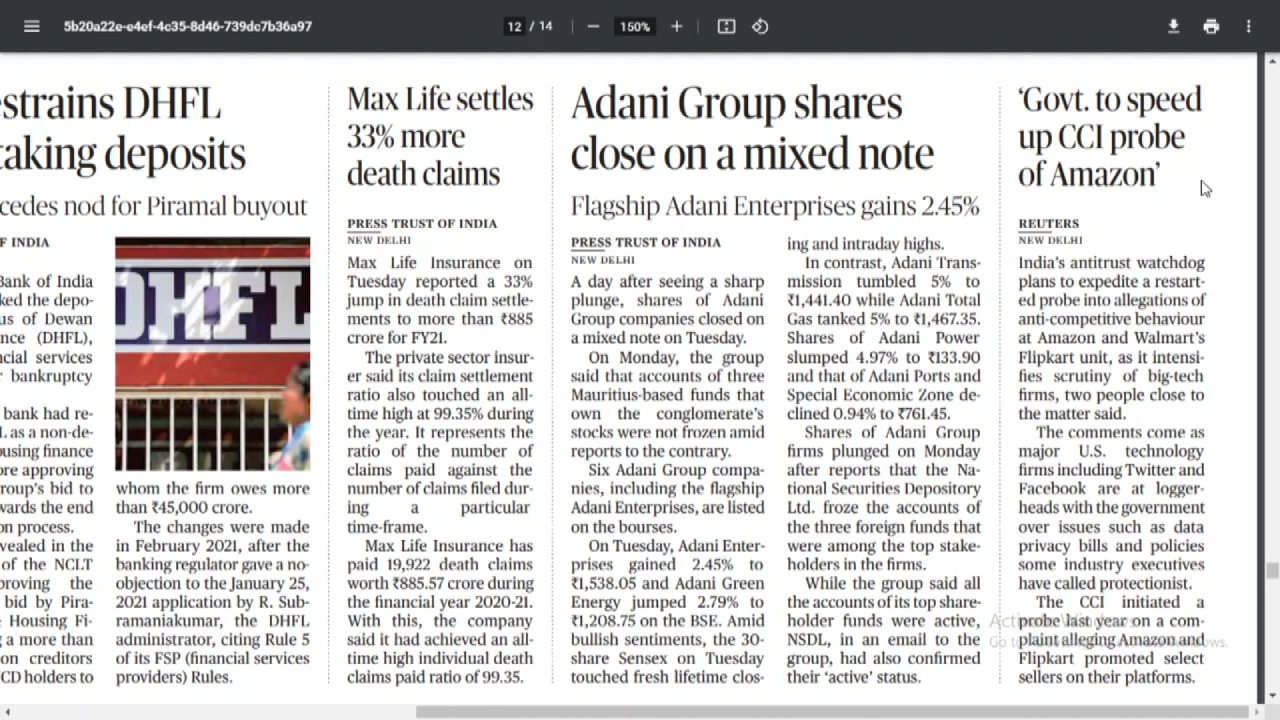 5b20a22e-e4ef-4c35-8d46-739dc7b36a97
12 / 14
150%
estrains DHFL
taking deposits
cedes nod for Piramal buyout
F INDIA
Bank of India
ked the depo-
us of Dewan
nce (DHFL),
ncial services
r bankruptcy
bank had re-
L as a non-de-
ousing finance
ore approving
roup's bid to
wards the end
on process.
vealed in the
of the NCLT
proving the
bid by Pira-
Housing Fi-
g a more than
on creditors
CD holders to
DHFL
whom the firm owes more
than ₹45,000 crore.
The changes were made
in February 2021, after the
banking regulator gave a no-
objection to the January 25,
2021 application by R. Sub-
ramaniakumar, the DHFL
administrator, citing Rule 5
of its FSP (financial services
providers) Rules.
Max Life settles
33% more
death claims
PRESS TRUST OF INDIA
NEW DELHI
Max Life Insurance on
Tuesday reported a 33%
jump in death claim settle-
ments to more than ₹885
crore for FY21.
The private sector insur-
er said its claim settlement
ratio also touched an all-
time high at 99.35% during
the year. It represents the
ratio of the number of
claims paid against the
number of claims filed dur-
ing a particular
time-frame.
Max Life Insurance has
paid 19,922 death claims
worth ₹885.57 crore during
the financial year 2020-21.
With this, the company
said it had achieved an all-
time high individual death
claims paid ratio of 99.35.
Adani Group shares
close on a mixed note
Flagship Adani Enterprises gains 2.45%
PRESS TRUST OF INDIA
NEW DELHI
A day after seeing a sharp
plunge, shares of Adani
Group companies closed on
a mixed note on Tuesday.
On Monday, the group
said that accounts of three
Mauritius-based funds that
own the conglomerate's
stocks were not frozen amid
reports to the contrary.
Six Adani Group compa-
nies, including the flagship
Adani Enterprises, are listed
on the bourses.
On Tuesday, Adani Enter-
prises gained 2.45% to
₹1,538.05 and Adani Green
Energy jumped 2.79% to
₹1,208.75 on the BSE. Amid
bullish sentiments, the 30-
share Sensex on Tuesday
touched fresh lifetime clos-
ing and intraday highs.
In contrast, Adani Trans-
mission tumbled 5% to
₹1,441.40 while Adani Total
Gas tanked 5% to ₹1,467.35.
Shares of Adani Power
slumped 4.97% to ₹133.90
and that of Adani Ports and
Special Economic Zone de-
clined 0.94% to ₹761.45.
Shares of Adani Group
firms plunged on Monday
after reports that the Na-
tional Securities Depository
Ltd. froze the accounts of
the three foreign funds that
were among the top stake-
holders in the firms.
While the group said all
the accounts of its top share-
holder funds were active,
NSDL, in an email to the
group, had also confirmed
their 'active' status.
'Govt. to speed
up CCI probe
of Amazon'
REUTERS
NEW DELHI
India's antitrust watchdog
plans to expedite a restart-
ed probe into allegations of
anti-competitive behaviour
at Amazon and Walmart's
Flipkart unit, as it intensi-
fies scrutiny of big-tech
firms, two people close to
the matter said.
The comments come as
major U.S. technology
firms including Twitter and
Facebook are at logger-
heads with the government
over issues such as data
privacy bills and policies
some industry executives
have called protectionist.
The CCI initiated a
probe last year on a com-
plaint alleging Amazon and
Flipkart promoted select
sellers on their platforms.
Activate Windows